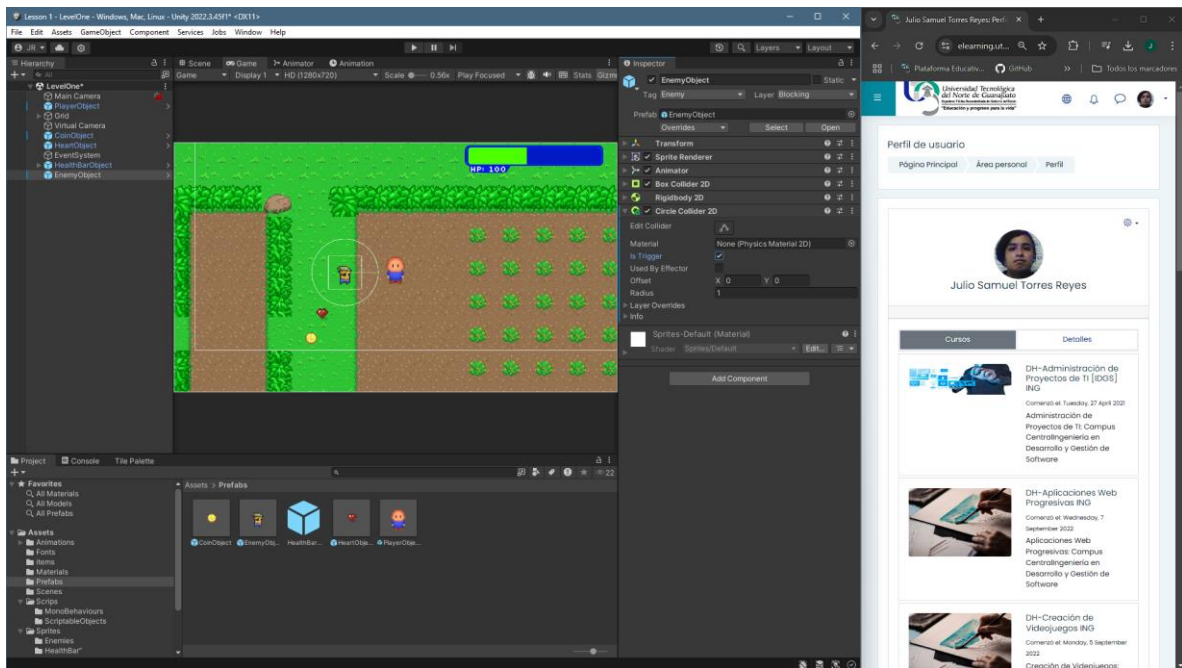 Lesson 1 - LevelOne - Windows, Mac, Linux - Unity 2022.3.45f1* <DX11>
File Edit Assets GameObject Component Services Jobs Window Help
JR
Layers Layout
Hierarchy
All
LevelOne*
Main Camera
PlayerObject
Grid
Virtual Camera
CoinObject
HeartObject
EventSystem
HealthBarObject
EnemyObject
Scene Game Animator Animation
Game Display 1 HD (1280x720) Scale 0.56x Play Focused Stats Gizm
HP: 100
Inspector
EnemyObject Static
Tag Enemy Layer Blocking
Prefab EnemyObject
Overrides Select Open
Transform
Sprite Renderer
Animator
Box Collider 2D
Rigidbody 2D
Circle Collider 2D
Edit Collider
Material None (Physics Material 2D)
Is Trigger
Used By Effector
Offset X 0 Y 0
Radius 1
Layer Overrides
Info
Sprites-Default (Material)
Shader Sprites/Default Edit...
Add Component
Project Console Tile Palette
22
Favorites
All Materials
All Models
All Prefabs
Assets
Animations
Fonts
Items
Materials
Prefabs
Scenes
Scrips
MonoBehaviours
ScriptableObjects
Sprites
Enemies
HealthBar*
Assets > Prefabs
CoinObject EnemyObj... HealthBar... HeartObje... PlayerObje...
Julio Samuel Torres Reyes: Perfi
elearning.ut...
Plataforma Educativ... GitHub » Todos los marcadores
Universidad Tecnológica
del Norte de Guanajuato
"Educación y progreso para la vida"
Perfil de usuario
Página Principal Área personal Perfil
Julio Samuel Torres Reyes
Cursos Detalles
DH-Administración de
Proyectos de TI [IDGS]
ING
Comenzó el: Tuesday, 27 April 2021
Administración de
Proyectos de TI: Campus
CentralIngeniería en
Desarrollo y Gestión de
Software
DH-Aplicaciones Web
Progresivas ING
Comenzó el: Wednesday, 7
September 2022
Aplicaciones Web
Progresivas: Campus
CentralIngeniería en
Desarrollo y Gestión de
Software
DH-Creación de
Videojuegos ING
Comenzó el: Monday, 5 September
2022
Creación de Videojuegos: